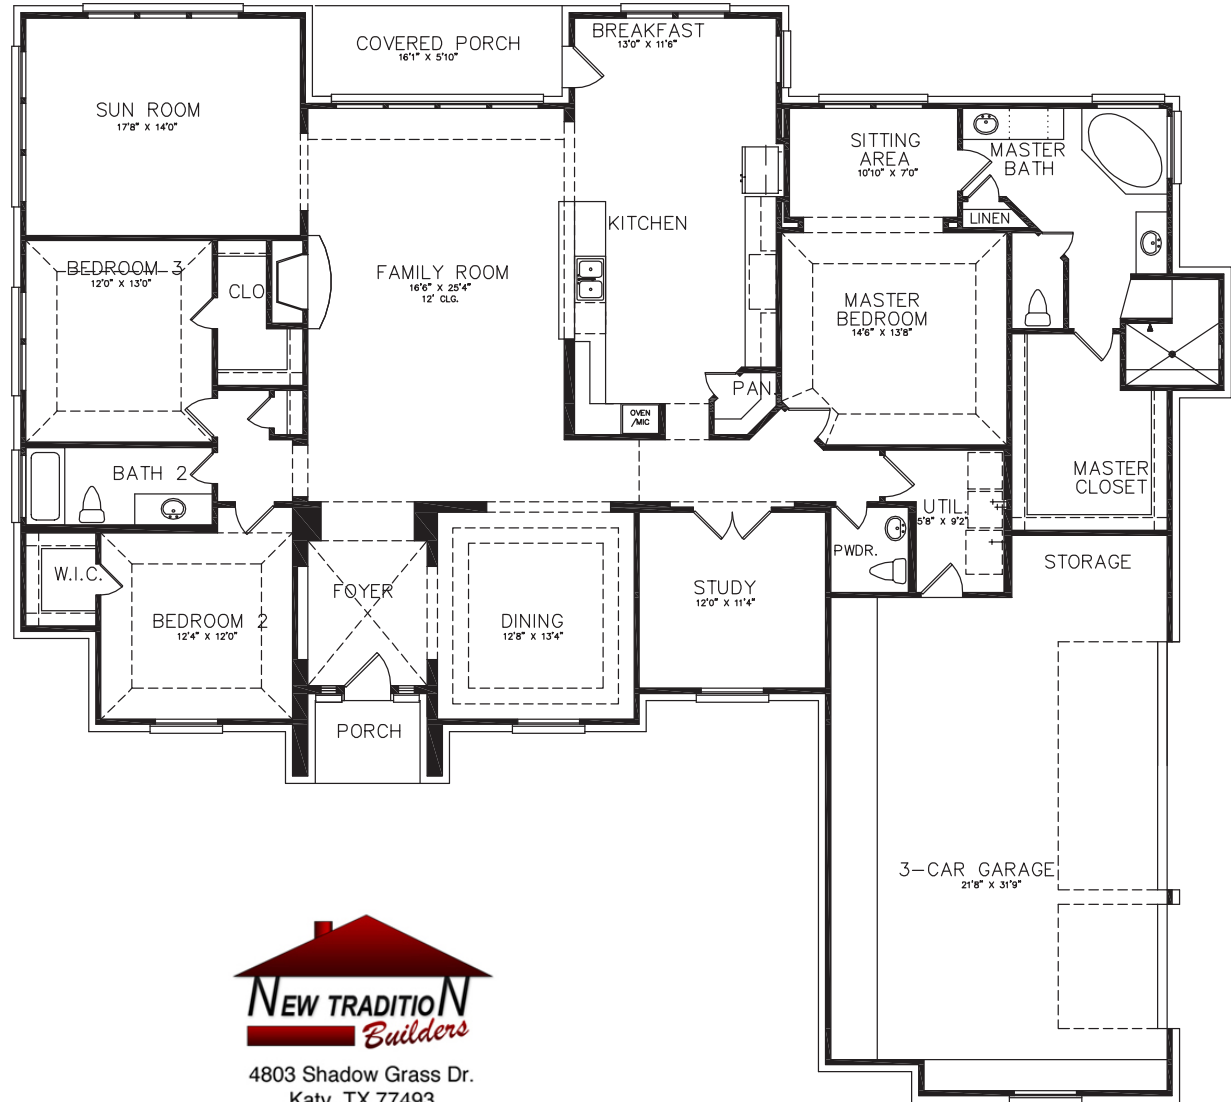 COVERED PORCH
16'1" X 5'10"
BREAKFAST
13'0" X 11'6"
SUN ROOM
17'8" X 14'0"
SITTING
AREA
10'10" X 7'0"
MASTER
BATH
LINEN
KITCHEN
BEDROOM 3
12'0" X 13'0"
CLO
FAMILY ROOM
16'6" X 25'4"
12' CLG.
MASTER
BEDROOM
14'6" X 13'8"
PAN.
OVEN
/MIC
BATH 2
MASTER
CLOSET
UTIL.
5'8" X 9'2"
PWDR.
STORAGE
W.I.C.
FOYER
STUDY
12'0" X 11'4"
BEDROOM 2
12'4" X 12'0"
DINING
12'8" X 13'4"
PORCH
3-CAR GARAGE
21'8" X 31'9"
NEW TRADITION
Builders
4803 Shadow Grass Dr.
Katy, TX 77493